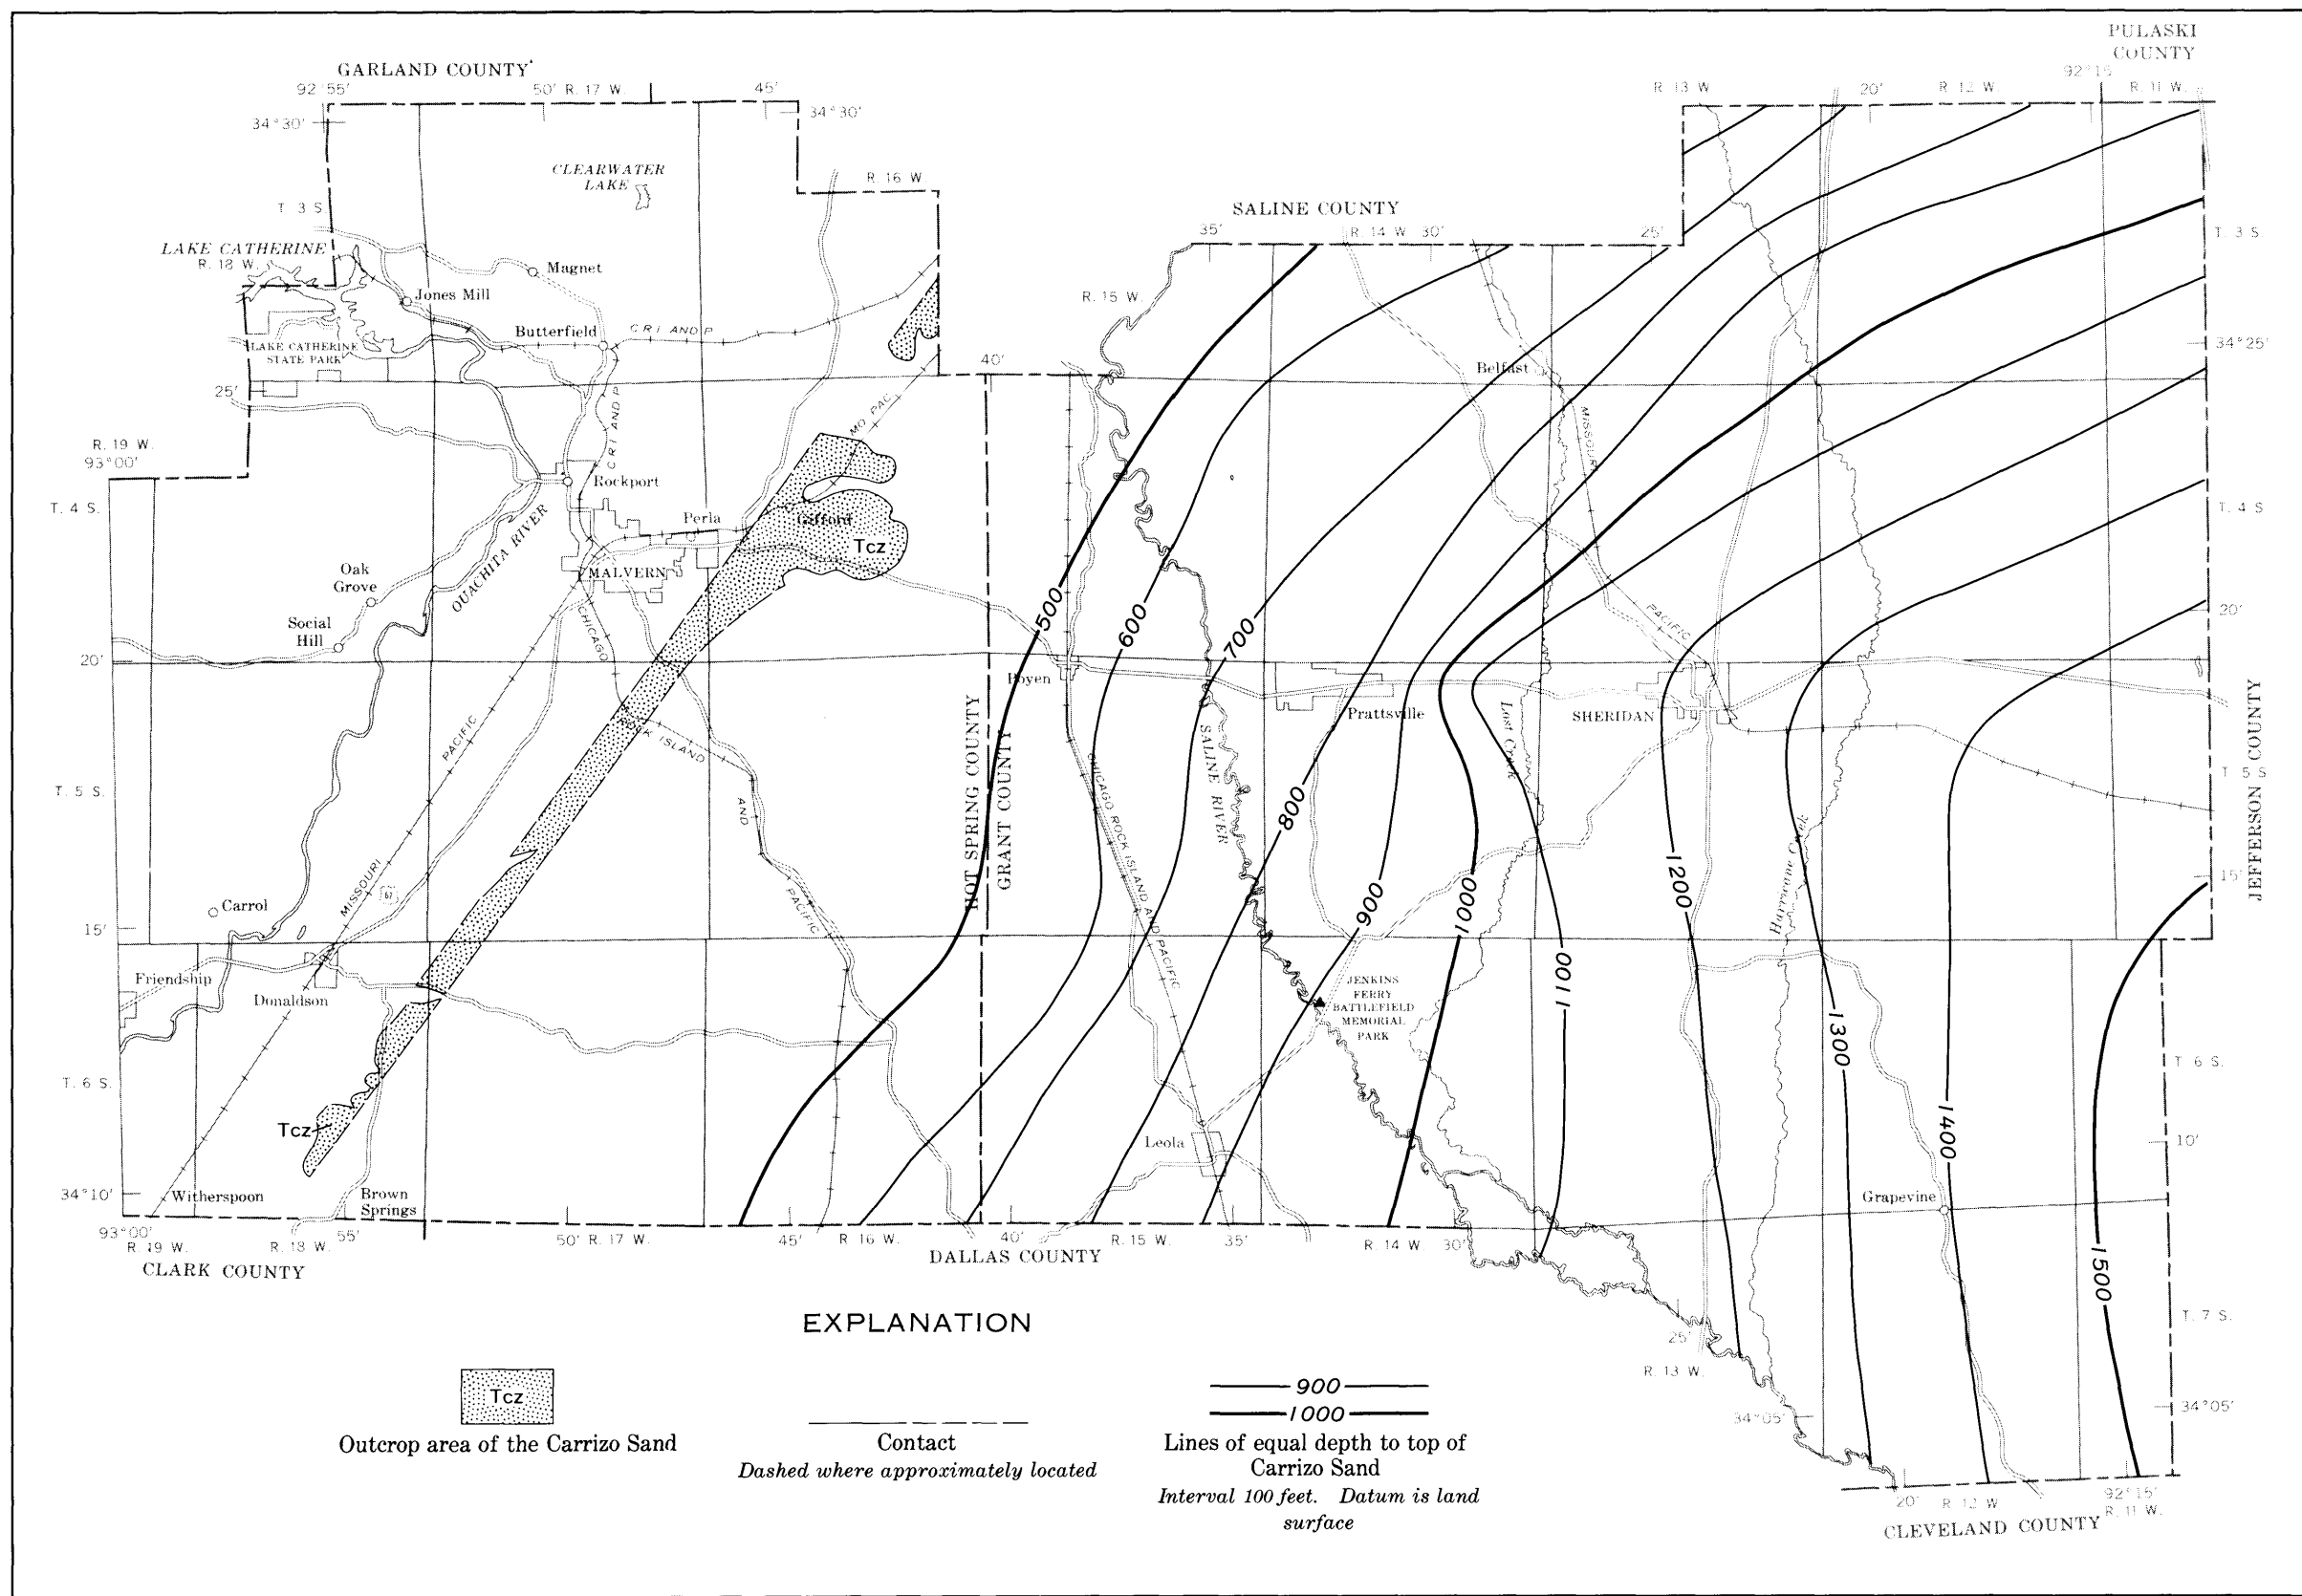 PULASKI
COUNTY
GARLAND COUNTY
92°55'
50' R. 17 W.
45'
R 13 W
20'
R 12 W
92°15
R. 11 W.
34°30'
34°30'
CLEARWATER
LAKE
R. 16 W
T 3 S.
SALINE COUNTY
35'
R. 14 W
30'
25'
T. 3 S.
LAKE CATHERINE
R. 18 W.
Magnet
Jones Mill
R. 15 W.
Butterfield
C R I AND P
LAKE CATHERINE
STATE PARK
40'
34°25'
Belfast
25'
C R I AND P
MO PAC
MISSOURI
R. 19 W.
93°00'
Rockport
T. 4 S.
Perla
Gifford
T. 4 S
Tcz
OUACHITA RIVER
Oak
Grove
MALVERN
500
600
700
20'
Social
Hill
CHICAGO
PACIFIC
20'
Poyen
Prattsville
SHERIDAN
Lost Creek
ROCK ISLAND
PACIFIC
HOT SPRING COUNTY
GRANT COUNTY
SALINE RIVER
JEFFERSON COUNTY
T. 5 S.
T 5 S
AND
CHICAGO ROCK ISLAND AND PACIFIC
800
Hurricane Creek
MISSOURI
67
PACIFIC
900
1000
1200
15'
Carrol
15'
Friendship
Donaldson
1100
JENKINS
FERRY
BATTLEFIELD
MEMORIAL
PARK
1300
T. 6 S.
T 6 S.
Tcz
Leola
1400
10'
34°10'
Witherspoon
Brown
Springs
Grapevine
93°00'
R. 19 W.
R. 18 W.
55'
50' R. 17 W.
45'
R 16 W.
40'
R. 15 W.
35'
R. 14 W
30'
1500
CLARK COUNTY
DALLAS COUNTY
T. 7 S.
25'
R. 13 W.
34°05'
34°05'
20'
R 12 W
92°15'
R. 11 W.
CLEVELAND COUNTY
EXPLANATION
Tcz
Outcrop area of the Carrizo Sand
Contact
Dashed where approximately located
900
1000
Lines of equal depth to top of
Carrizo Sand
Interval 100 feet. Datum is land
surface